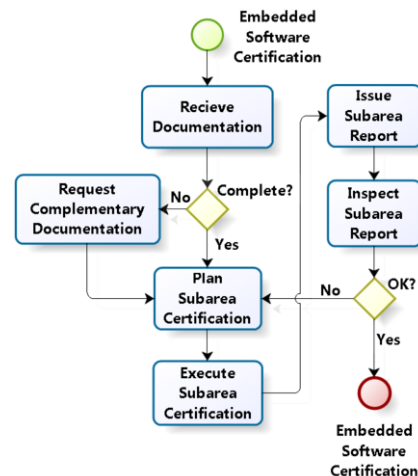 Embedded
Software
Certification
Recieve
Documentation
Complete?
No
Yes
Request
Complementary
Documentation
Plan
Subarea
Certification
Execute
Subarea
Certification
Issue
Subarea
Report
Inspect
Subarea
Report
OK?
No
Yes
Embedded
Software
Certification